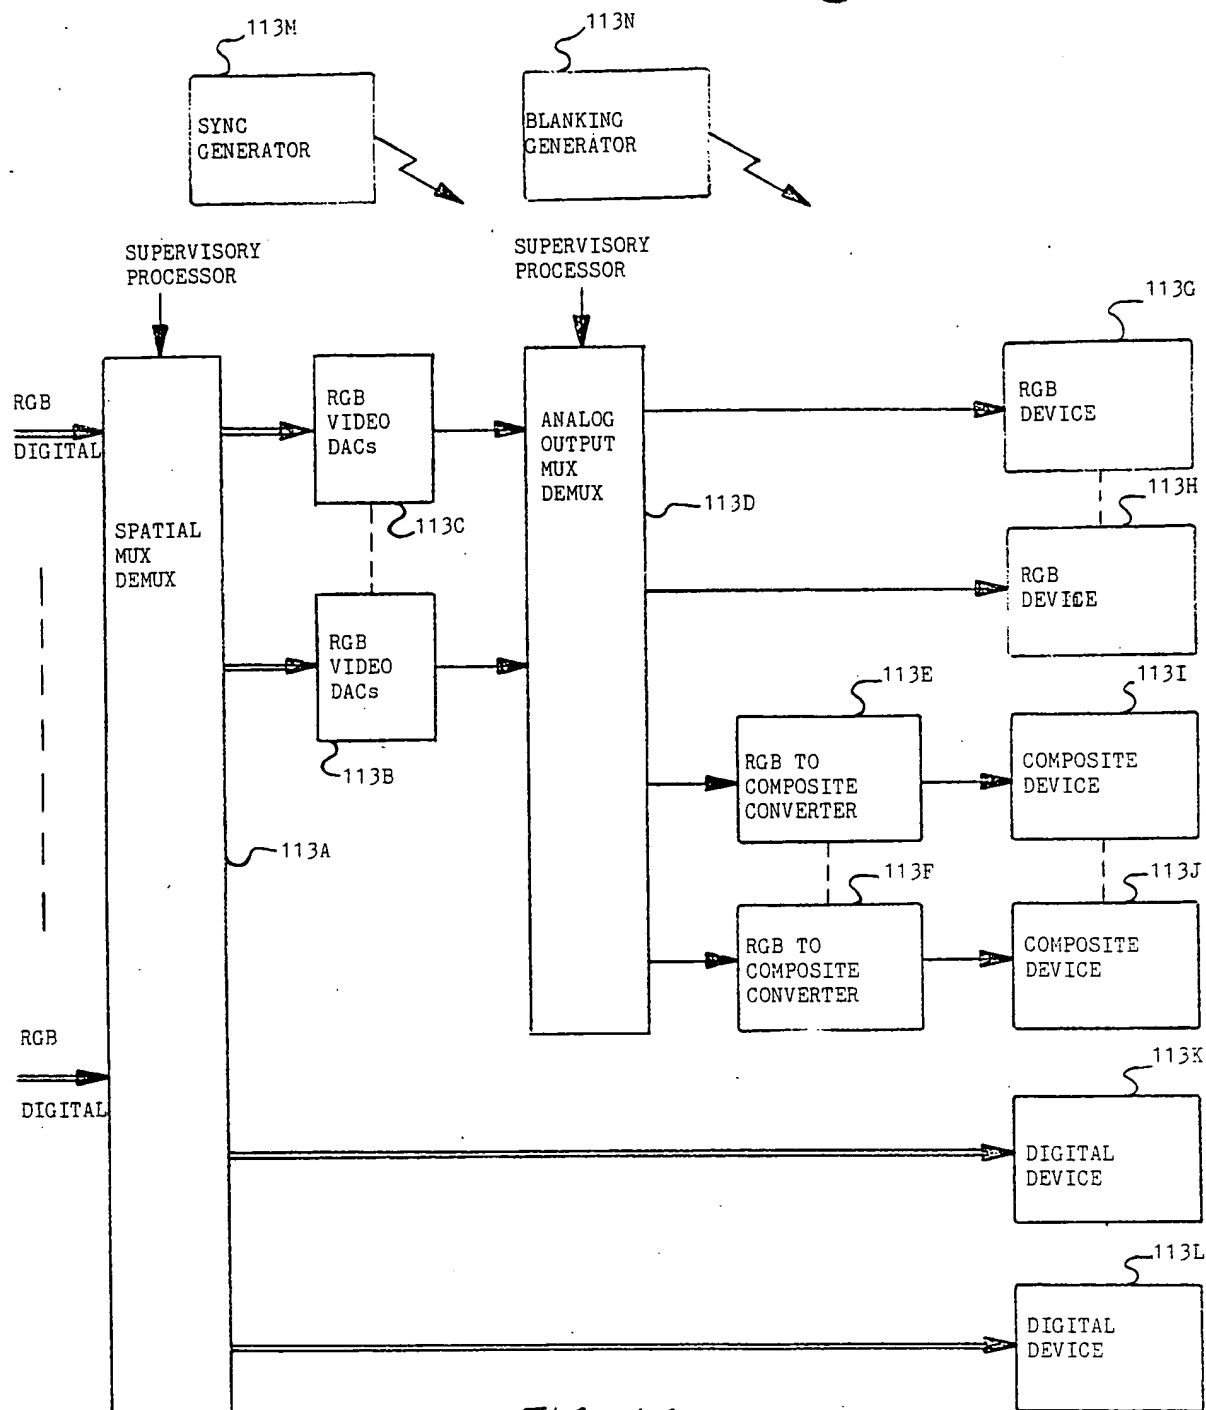 113M
113N
SYNC
GENERATOR
BLANKING
GENERATOR
SUPERVISORY
PROCESSOR
SUPERVISORY
PROCESSOR
113G
RGB
DIGITAL
RGB
VIDEO
DACs
ANALOG
OUTPUT
MUX
DEMUX
RGB
DEVICE
113C
113D
113H
SPATIAL
MUX
DEMUX
RGB
DEVICE
RGB
VIDEO
DACs
113B
113E
113I
RGB TO
COMPOSITE
CONVERTER
COMPOSITE
DEVICE
113A
113F
113J
RGB TO
COMPOSITE
CONVERTER
COMPOSITE
DEVICE
RGB
DIGITAL
113K
DIGITAL
DEVICE
113L
DIGITAL
DEVICE